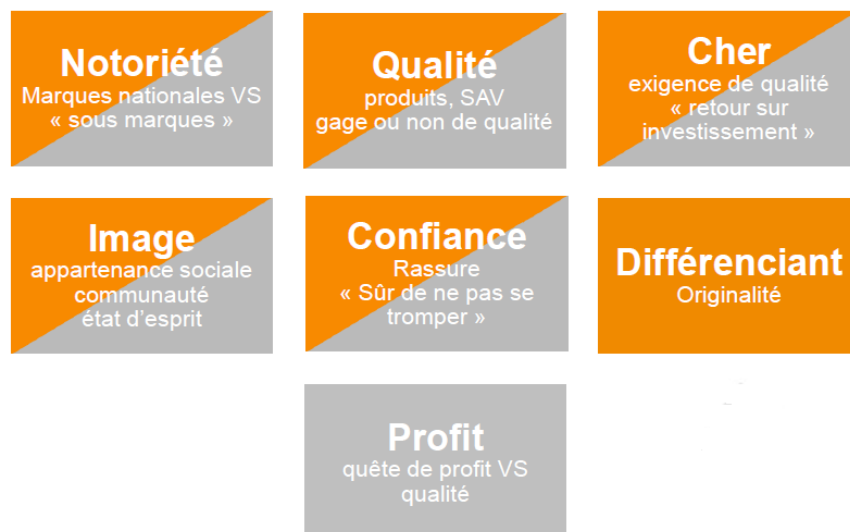 Notoriété
Marques nationales VS
« sous marques »
Qualité
produits, SAV
gage ou non de qualité
Cher
exigence de qualité
« retour sur
investissement »
Image
appartenance sociale
communauté
état d'esprit
Confiance
Rassure
« Sûr de ne pas se
tromper »
Différenciant
Originalité
Profit
quête de profit VS
qualité